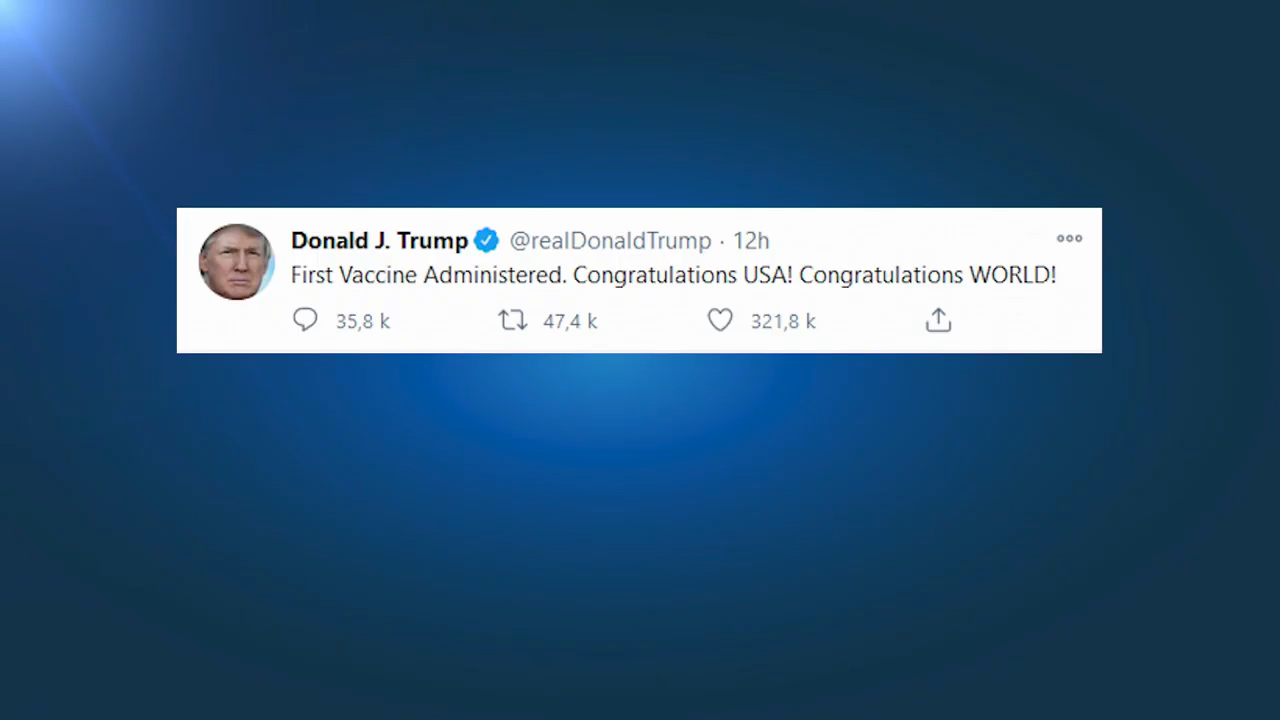 Donald J. Trump @realDonaldTrump · 12h
First Vaccine Administered. Congratulations USA! Congratulations WORLD!
35,8 k 47,4 k 321,8 k